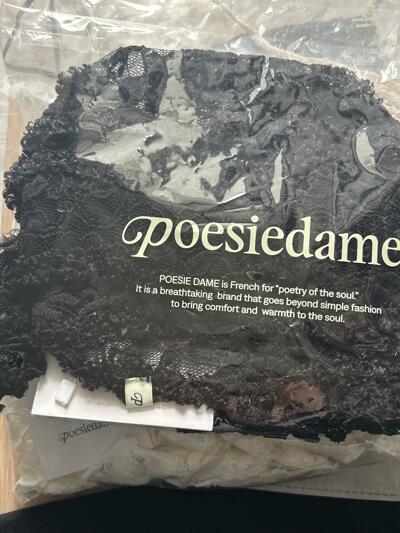 poesiedame
POESIE DAME is French for "poetry of the soul."
It is a breathtaking brand that goes beyond simple fashion
to bring comfort and warmth to the soul.
p
poesiedam